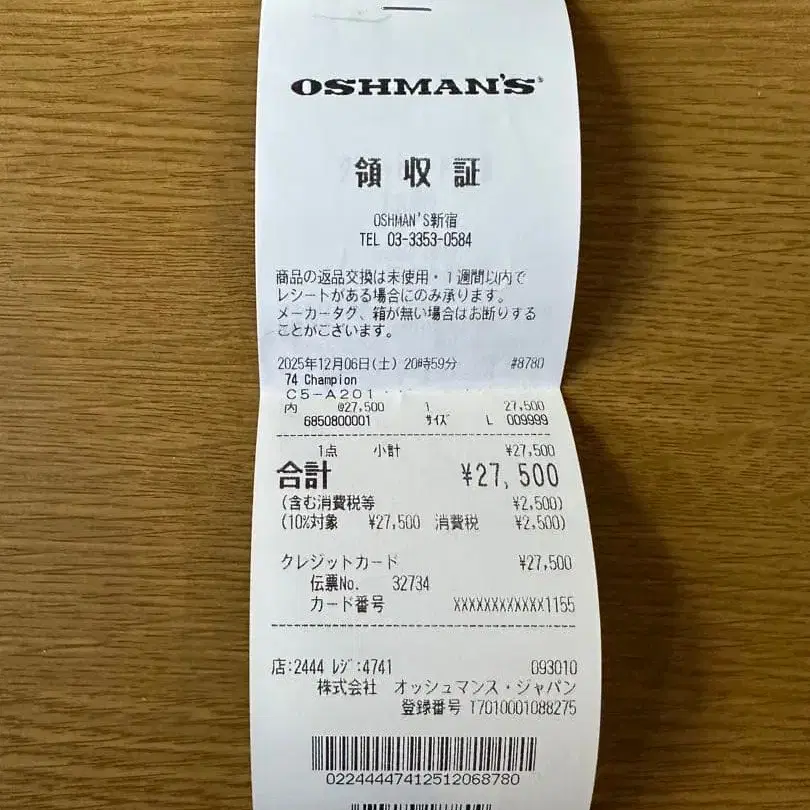 OSHMAN'S
領収証
OSHMAN'S新宿
TEL 03-3353-0584
商品の返品交換は未使用・1週間以内で
レシートがある場合にのみ承ります。
メーカータグ、箱が無い場合はお断りする
ことがございます。
2025年12月06日(土) 20時59分 #8780
74 Champion
C5-A201
内 @27,500 1 27,500
6850800001 ｻｲｽﾞ L 009999
1点 小計 ¥27,500
合計 ¥27,500
(含む消費税等 ¥2,500)
(10%対象 ¥27,500 消費税 ¥2,500)
クレジットカード ¥27,500
伝票No. 32734
カード番号 XXXXXXXXXXXX1155
店:2444 ﾚｼﾞ:4741 093010
株式会社 オッシュマンス・ジャパン
登録番号 T7010001088275
02244447412512068780